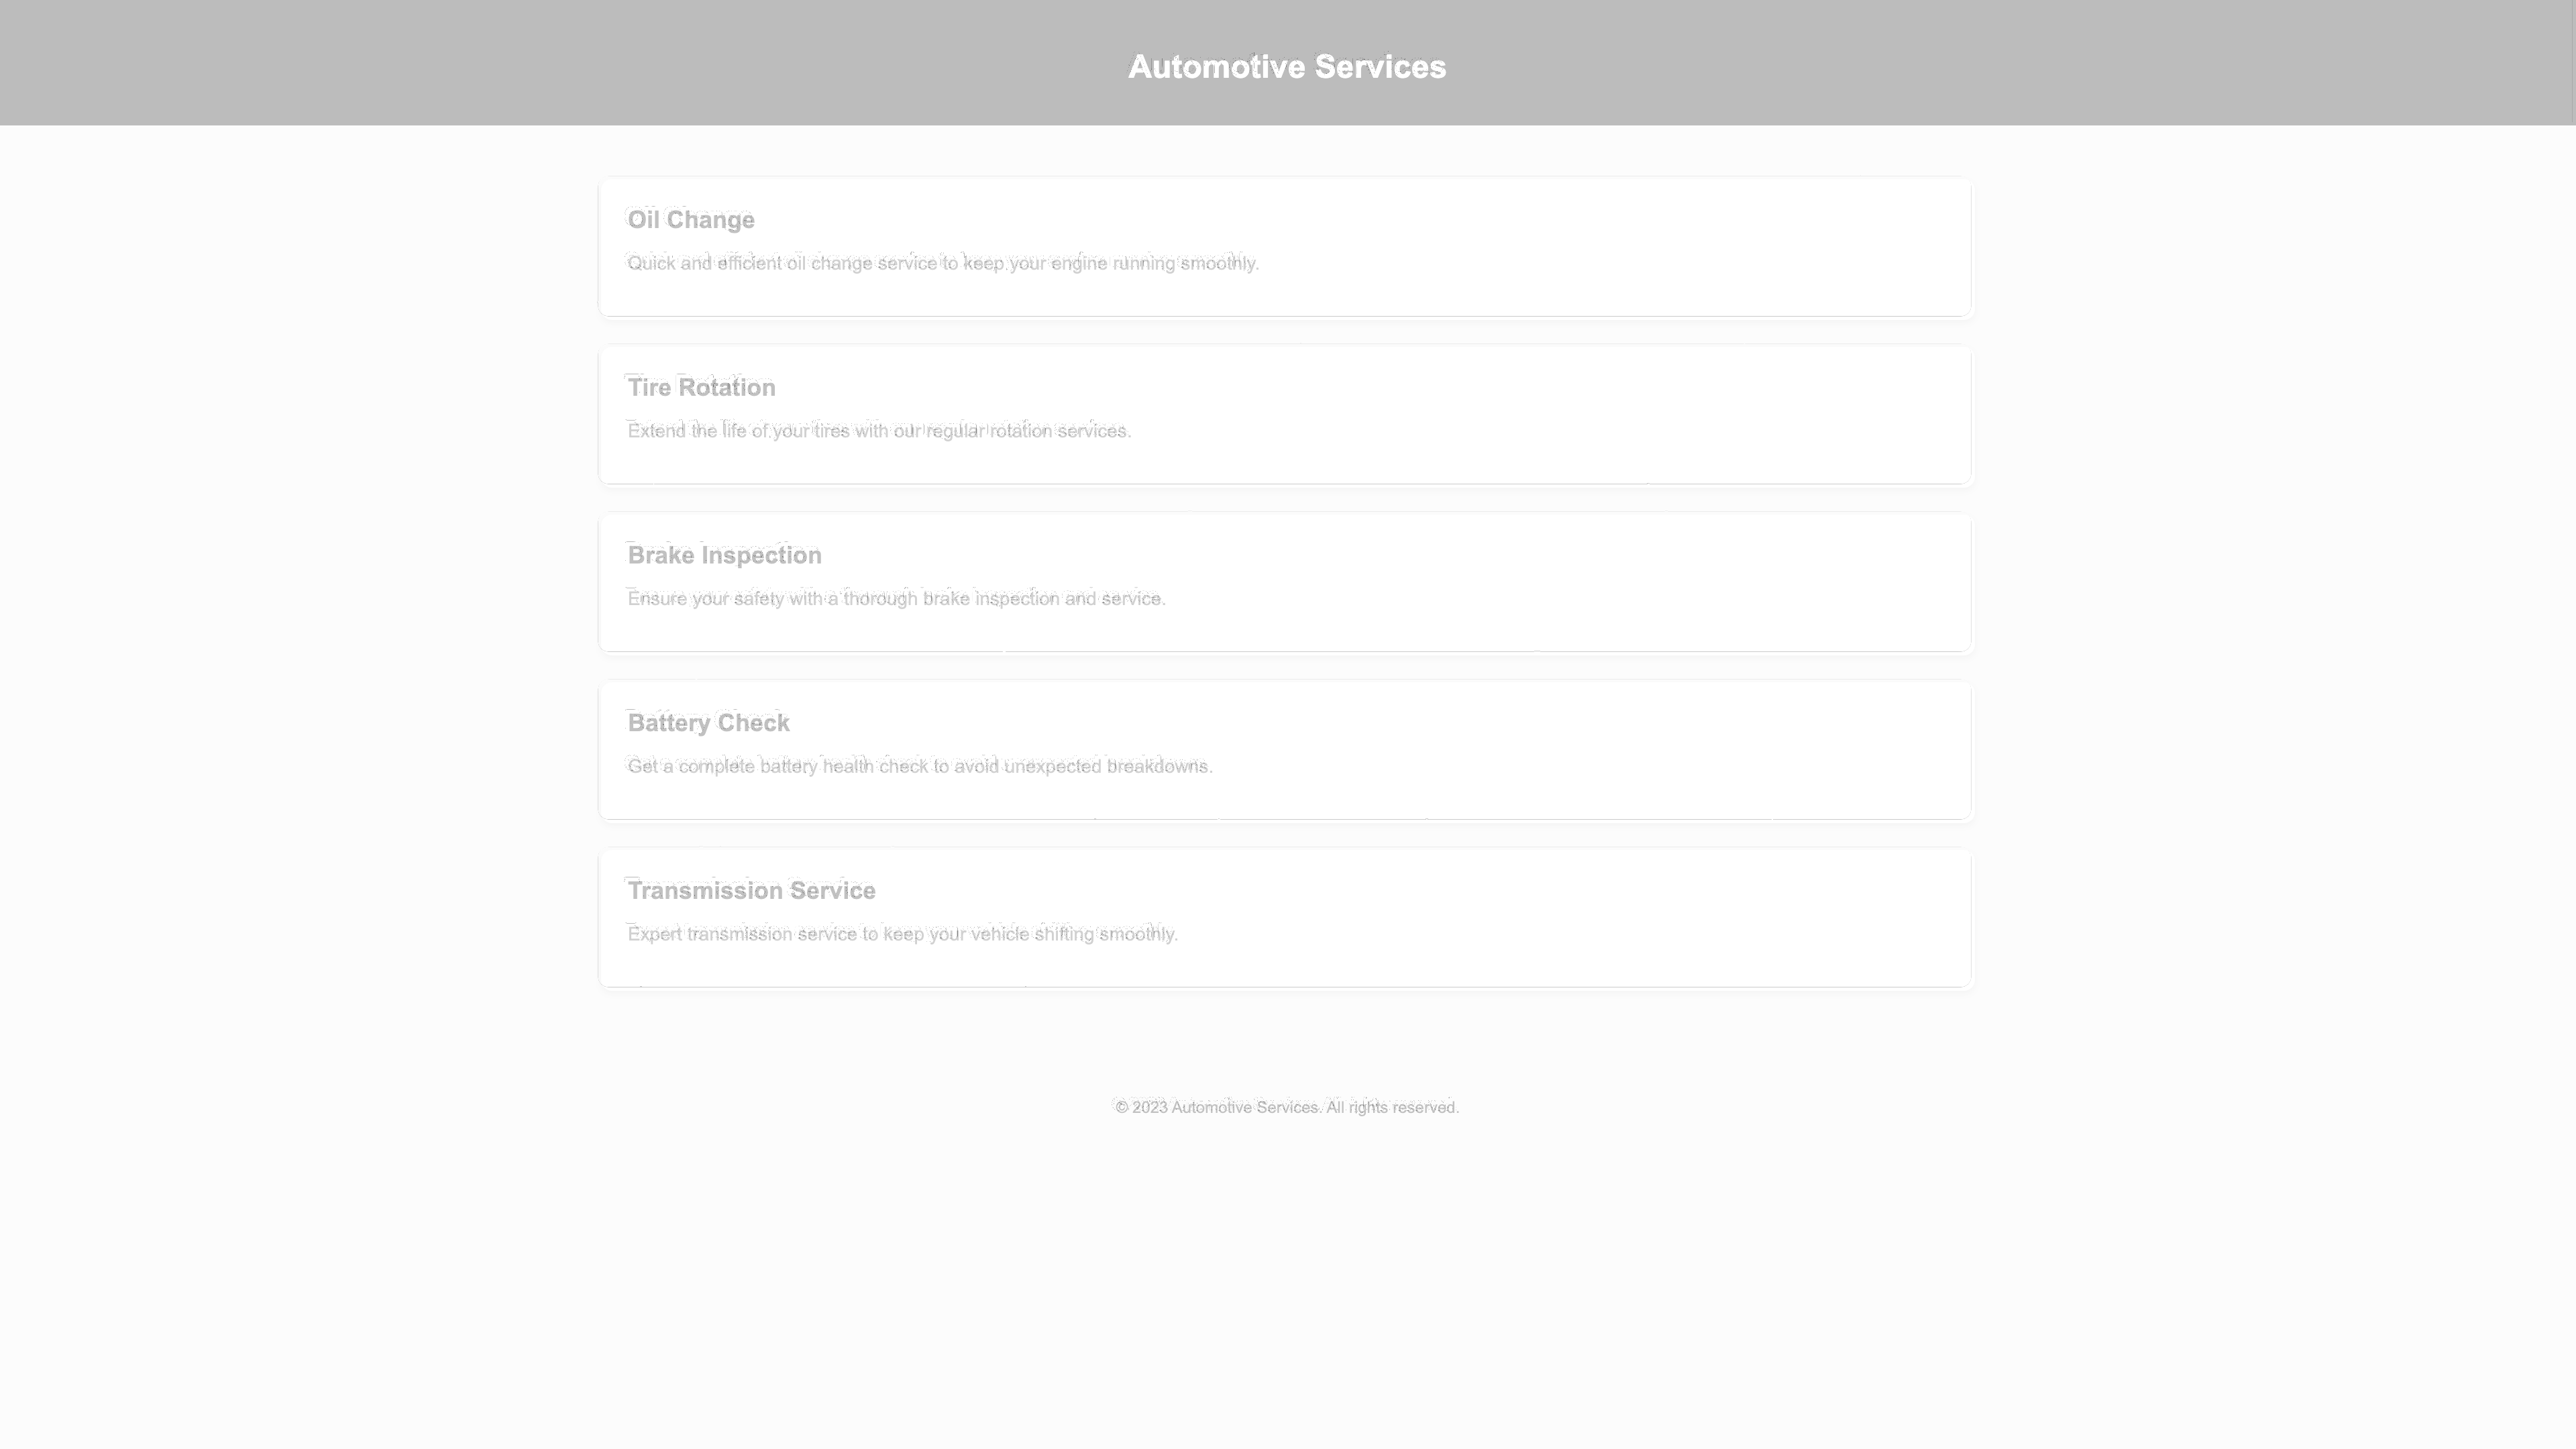 Automotive Services
Oil Change
Quick and efficient oil change service to keep your engine running smoothly.
Tire Rotation
Extend the life of your tires with our regular rotation services.
Brake Inspection
Ensure your safety with a thorough brake inspection and service.
Battery Check
Get a complete battery health check to avoid unexpected breakdowns.
Transmission Service
Expert transmission service to keep your vehicle shifting smoothly.
© 2023 Automotive Services. All rights reserved.